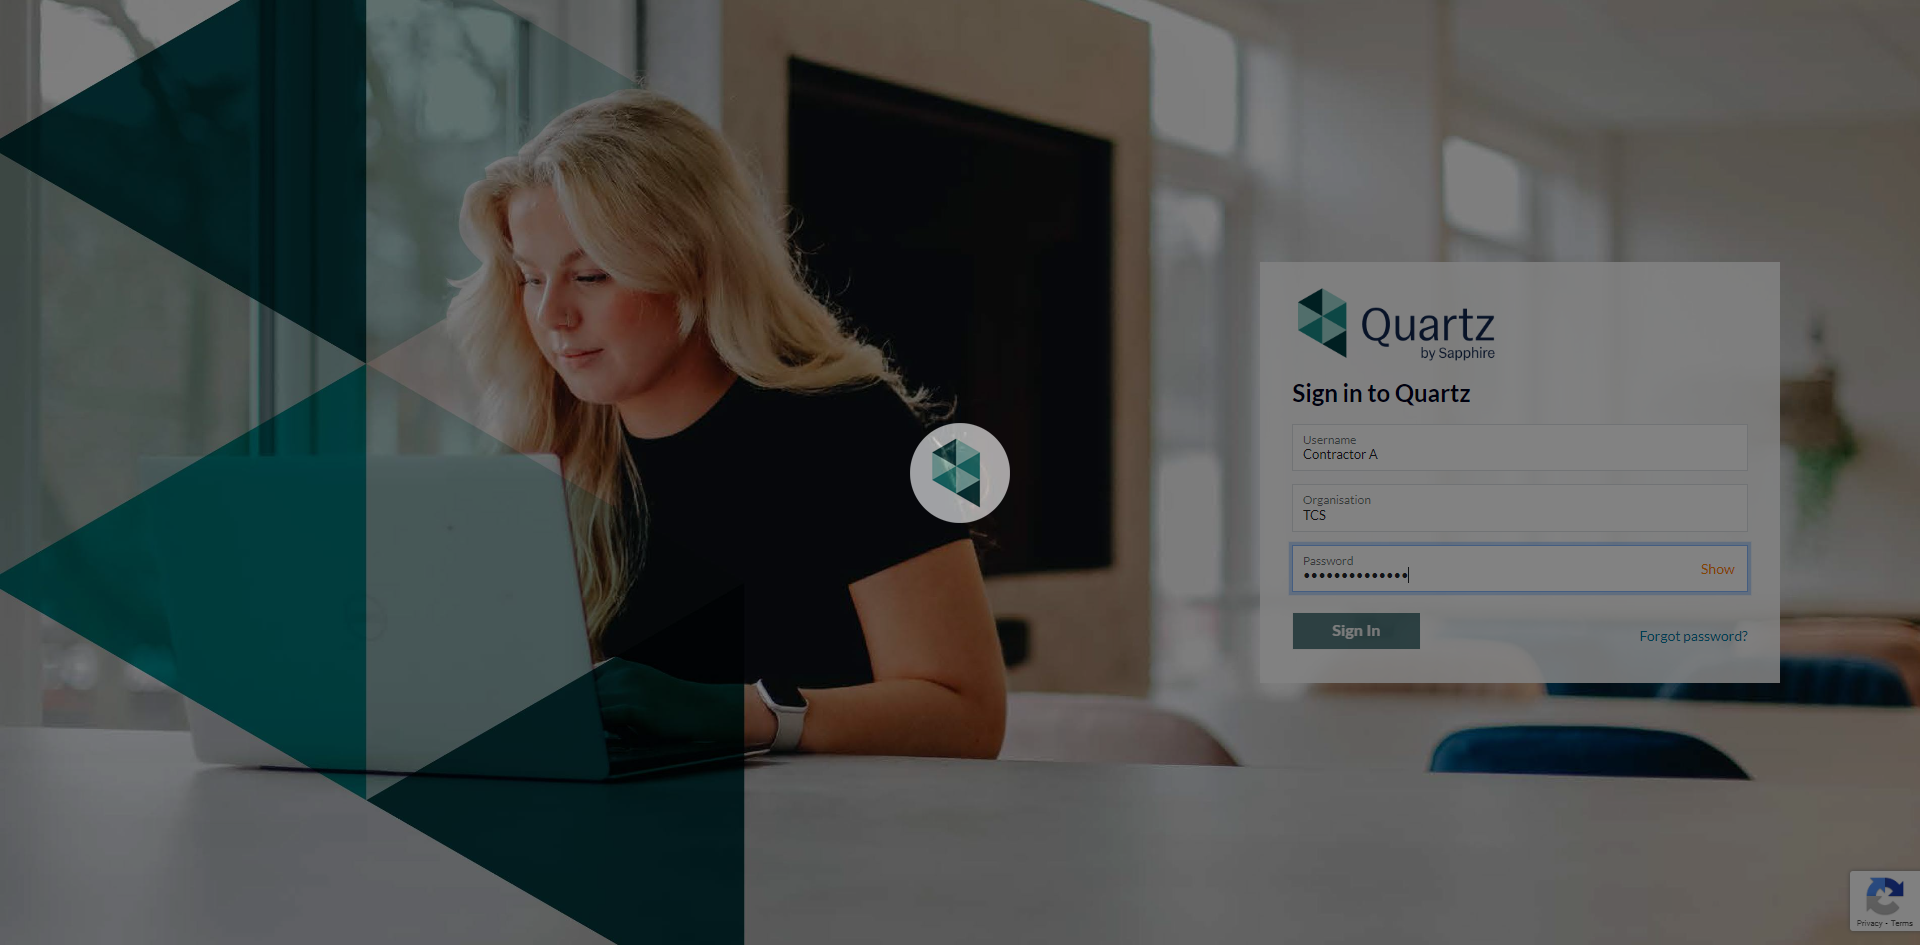 Quartz
by Sapphire
Sign in to Quartz
Username
Contractor A
Organisation
TCS
Password
••••••••••••••
Show
Sign In
Forgot password?
Privacy - Terms